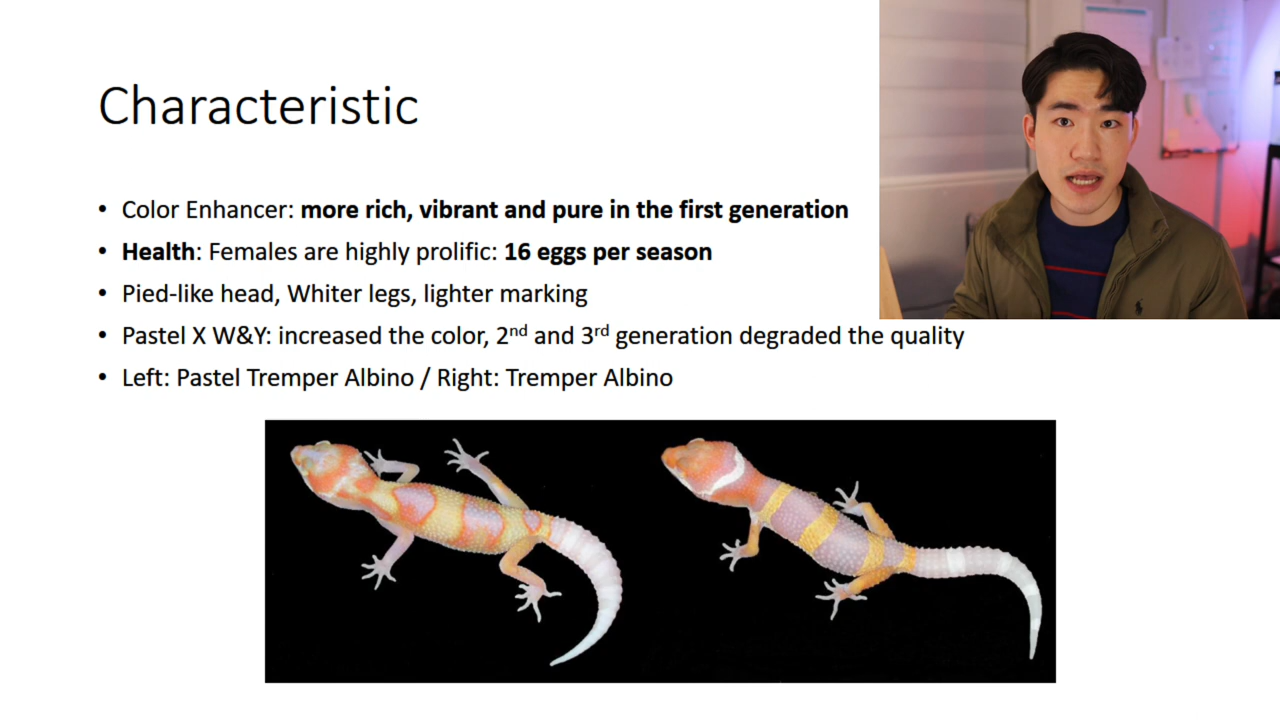 Characteristic
• Color Enhancer: more rich, vibrant and pure in the first generation
• Health: Females are highly prolific: 16 eggs per season
• Pied-like head, Whiter legs, lighter marking
• Pastel X W&Y: increased the color, 2nd and 3rd generation degraded the quality
• Left: Pastel Tremper Albino / Right: Tremper Albino